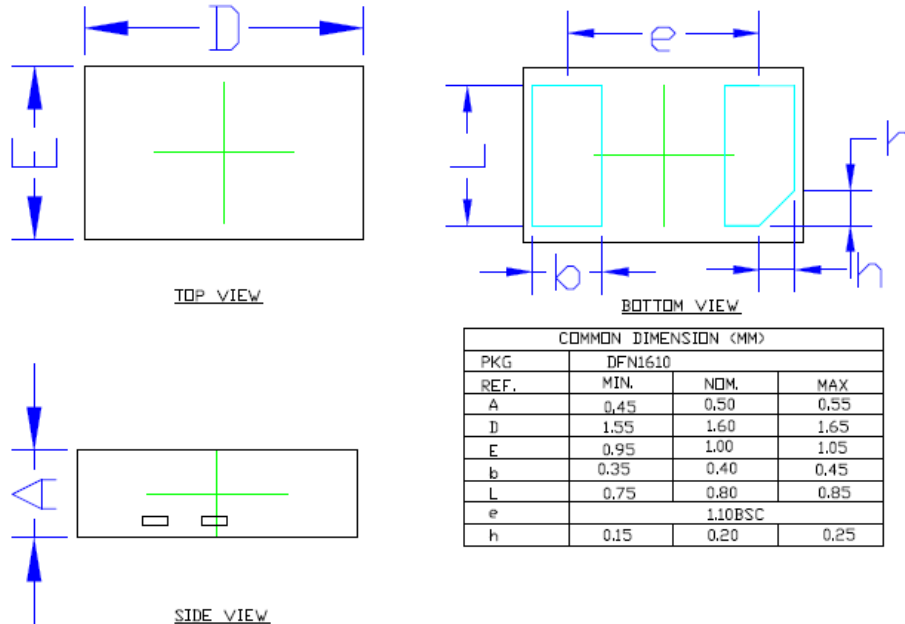 D
E
TOP VIEW
e
L
h
b
h
BOTTOM VIEW
A
SIDE VIEW
COMMON DIMENSION (MM)
PKG DFN1610
REF. MIN. NOM. MAX
A 0.45 0.50 0.55
D 1.55 1.60 1.65
E 0.95 1.00 1.05
b 0.35 0.40 0.45
L 0.75 0.80 0.85
e 1.10BSC
h 0.15 0.20 0.25